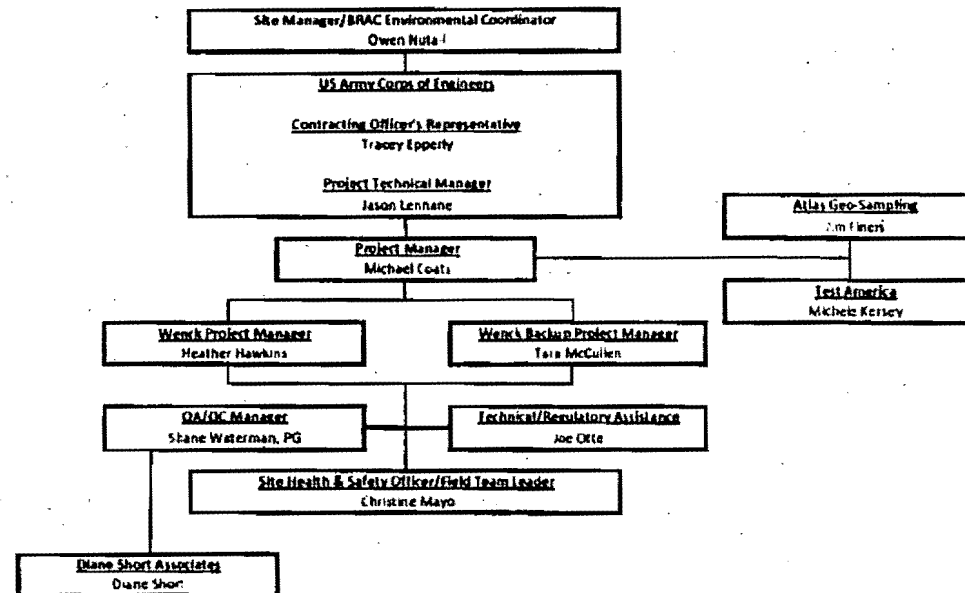 Site Manager/BRAC Environmental Coordinator
Owen
US Army Corps of Engineers
Contracting Officer's Representative
Tracey Epperly
Project Technical Manager
Jason Lennane
Atlas Geo-Sampling
Project Manager
Michael Coats
Test America
Michele Kersey
Wenck Project Manager
Heather Hawkins
Wenck Backup Project Manager
Tara McCullen
QA/QC Manager
Shane Waterman, PG
Technical/Regulatory Assistance
Joe Otte
Site Health & Safety Officer/Field Team Leader
Christine Mayo
Diane Short Associates
Diane Short